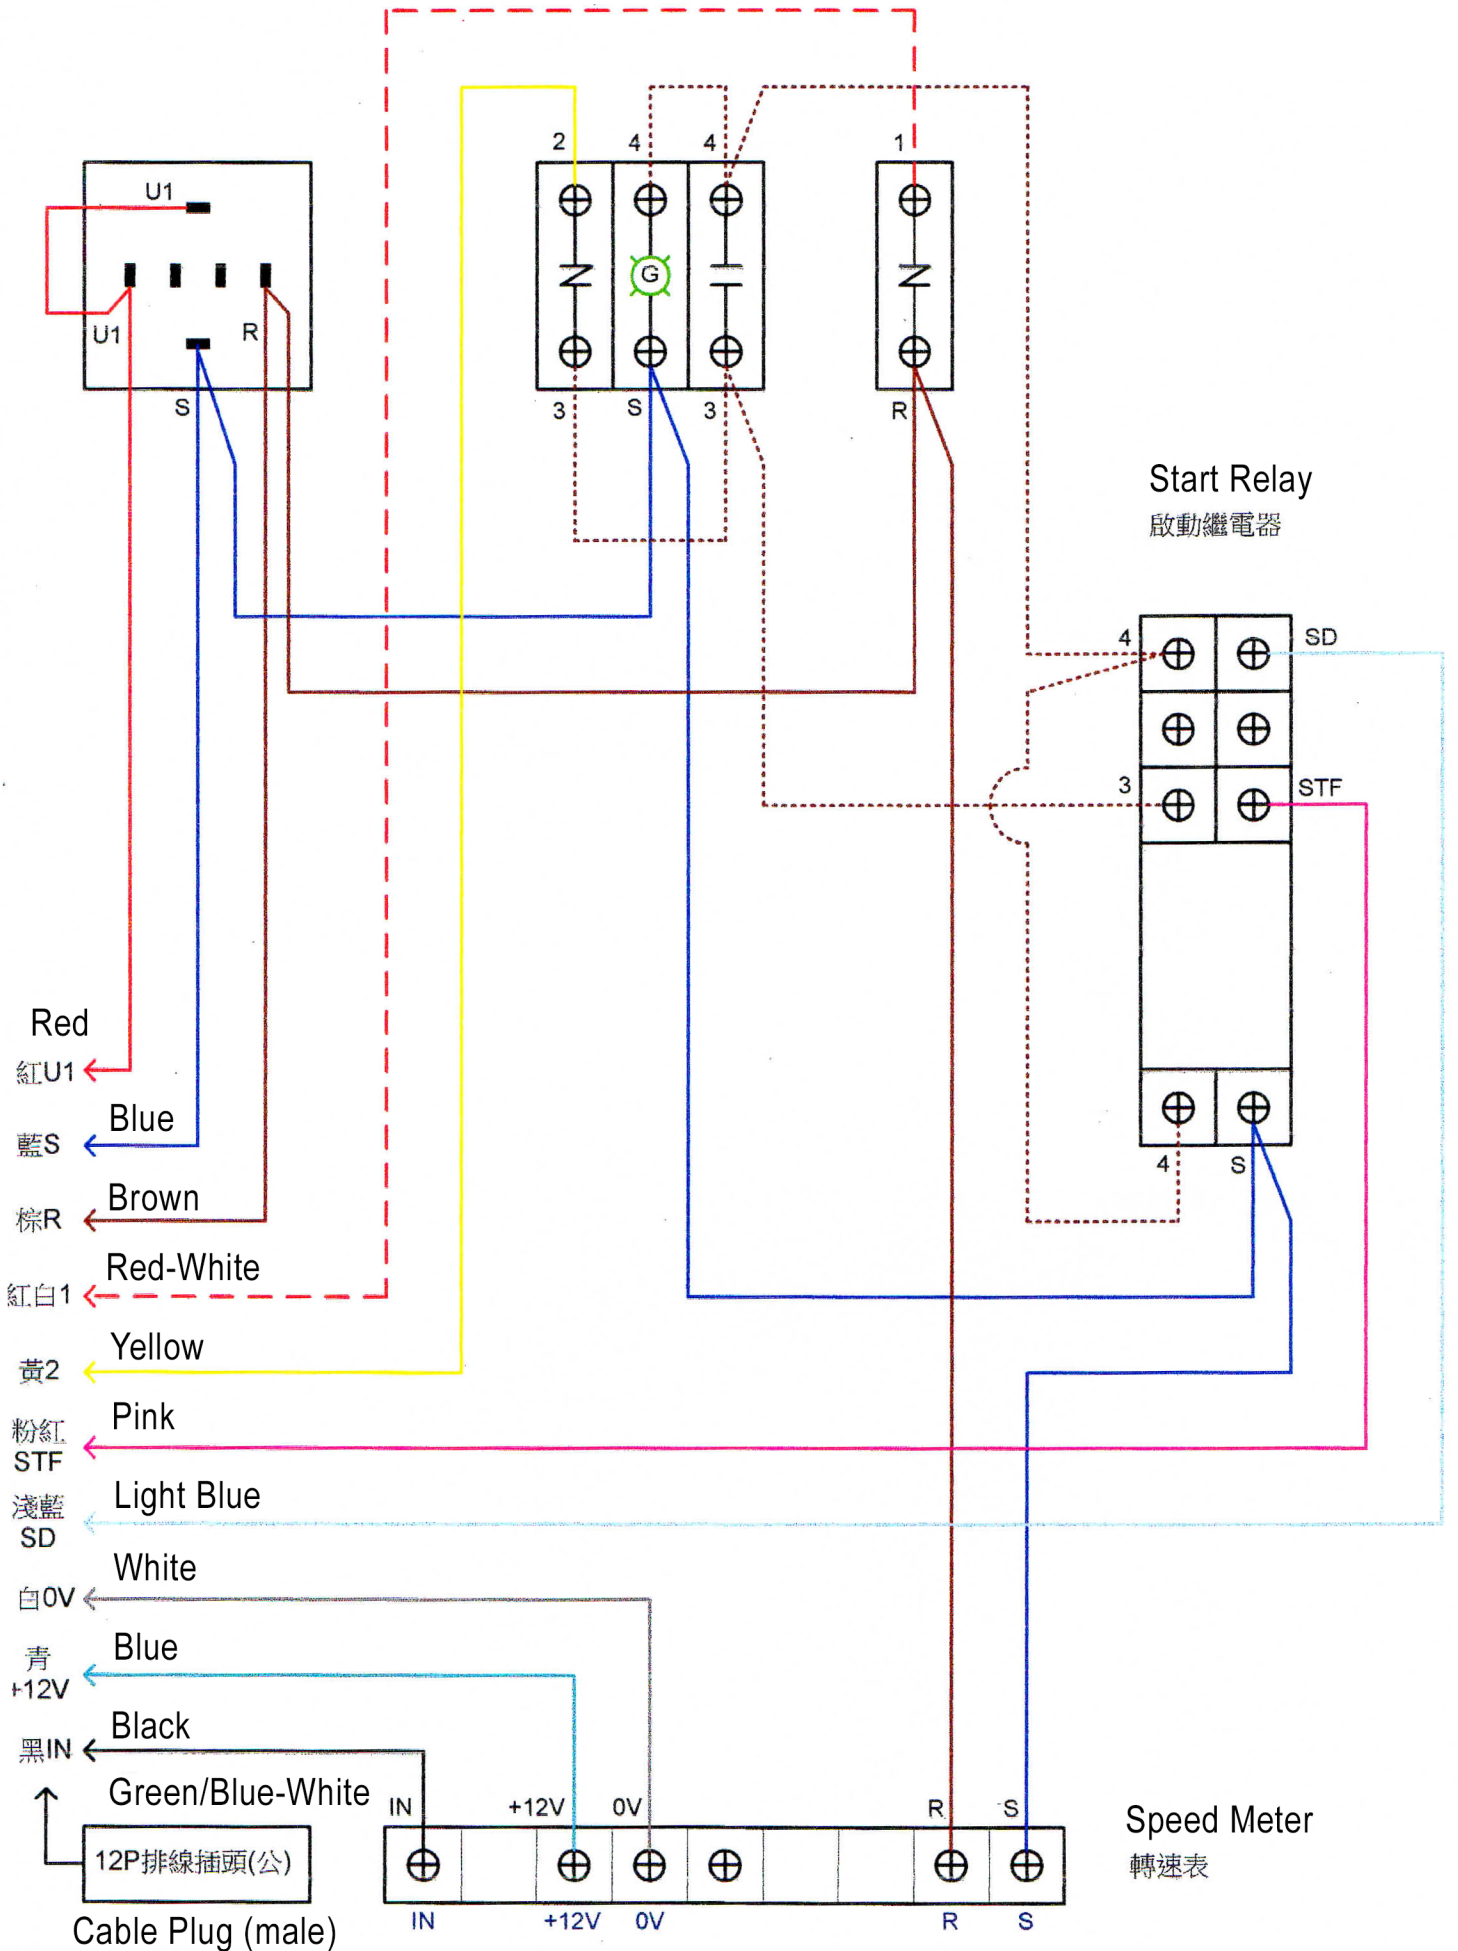 2
4
4
1
U1
G
U1
R
S
3
S
3
R
Start Relay
啟動繼電器
4
SD
3
STF
4
S
Red
紅U1
Blue
藍S
Brown
棕R
Red-White
紅白1
Yellow
黃2
Pink
粉紅
STF
Light Blue
淺藍
SD
White
白0V
Blue
青
+12V
Black
黑IN
Green/Blue-White
12P排線插頭(公)
Cable Plug (male)
IN
+12V
0V
R
S
IN
+12V
0V
R
S
Speed Meter
轉速表